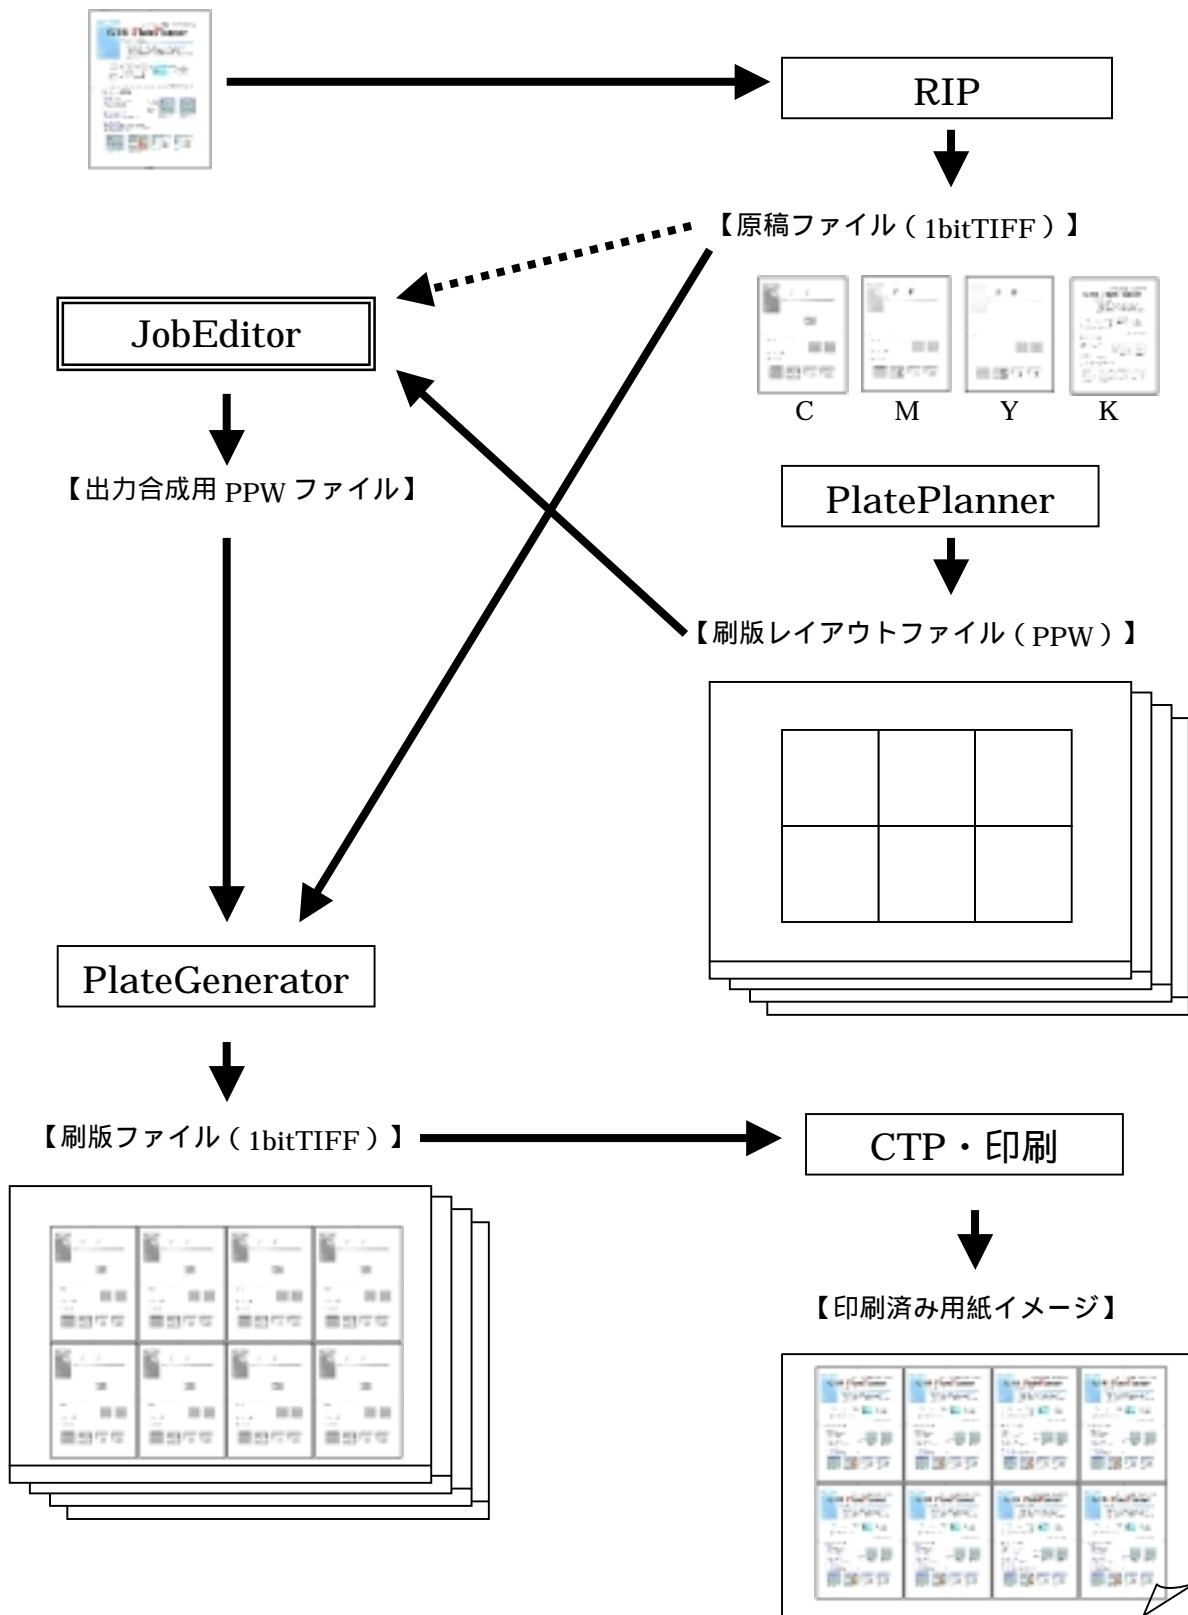 RIP
【原稿ファイル（1bitTIFF）】
JobEditor
C M Y K
【出力合成用 PPW ファイル】
PlatePlanner
【刷版レイアウトファイル（PPW）】
PlateGenerator
【刷版ファイル（1bitTIFF）】
CTP・印刷
【印刷済み用紙イメージ】